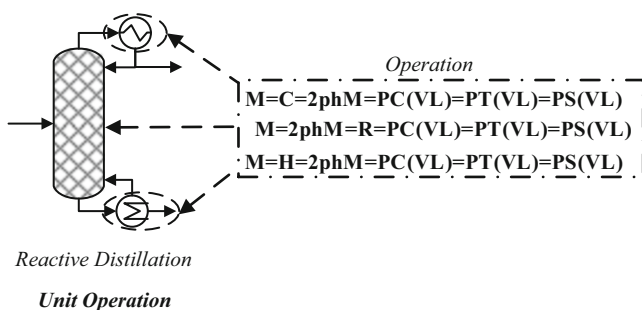 Operation
M=C=2phM=PC(VL)=PT(VL)=PS(VL)
M=2phM=R=PC(VL)=PT(VL)=PS(VL)
M=H=2phM=PC(VL)=PT(VL)=PS(VL)
Reactive Distillation
Unit Operation